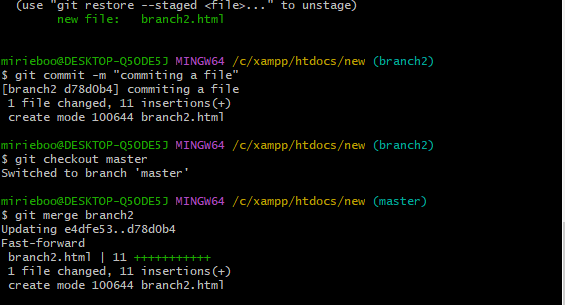 (use "git restore --staged <file>..." to unstage)
new file:   branch2.html
mirieboo@DESKTOP-Q5ODE5J MINGW64 /c/xampp/htdocs/new (branch2)
$ git commit -m "commiting a file"
[branch2 d78d0b4] commiting a file
1 file changed, 11 insertions(+)
create mode 100644 branch2.html
mirieboo@DESKTOP-Q5ODE5J MINGW64 /c/xampp/htdocs/new (branch2)
$ git checkout master
Switched to branch 'master'
mirieboo@DESKTOP-Q5ODE5J MINGW64 /c/xampp/htdocs/new (master)
$ git merge branch2
Updating e4dfe53..d78d0b4
Fast-forward
branch2.html | 11 +++++++++++
1 file changed, 11 insertions(+)
create mode 100644 branch2.html